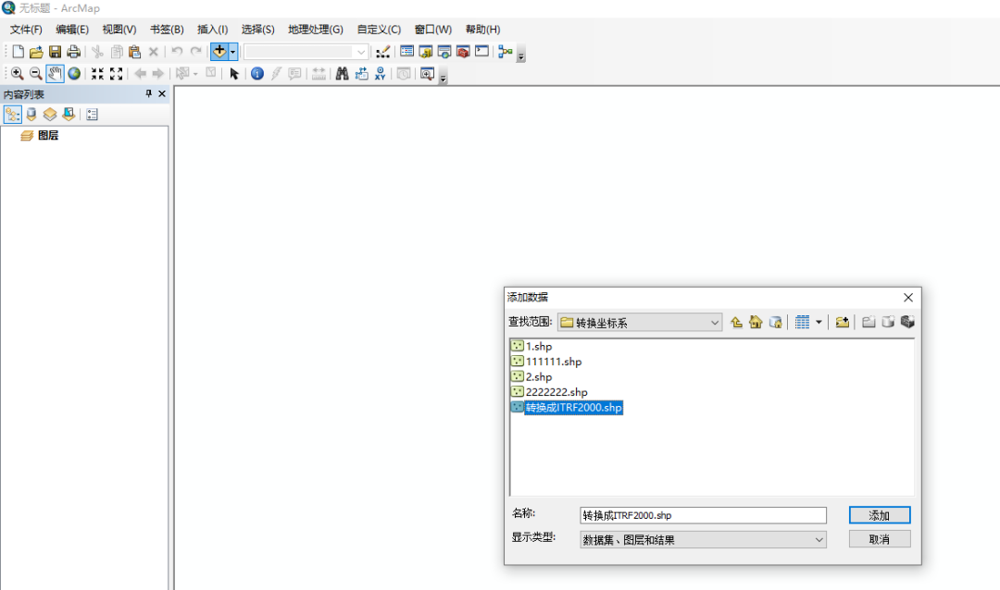 无标题 - ArcMap
文件(F) 编辑(E) 视图(V) 书签(B) 插入(I) 选择(S) 地理处理(G) 自定义(C) 窗口(W) 帮助(H)
内容列表
图层
添加数据
查找范围: 转换坐标系
1.shp
111111.shp
2.shp
2222222.shp
转换成ITRF2000.shp
名称: 转换成ITRF2000.shp 添加
显示类型: 数据集、图层和结果 取消